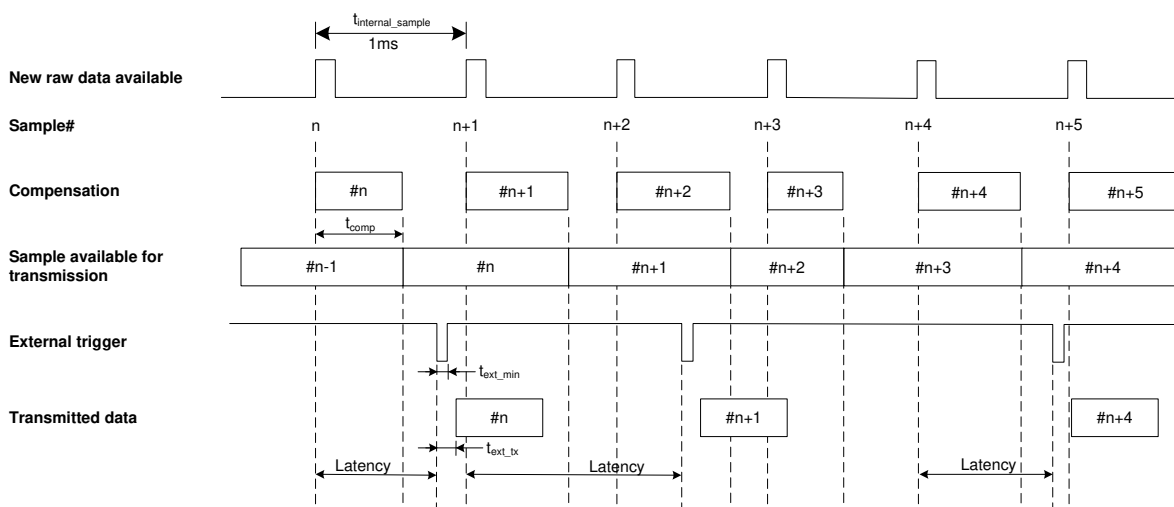 t_internal_sample
1ms
New raw data available
Sample# n n+1 n+2 n+3 n+4 n+5
Compensation #n #n+1 #n+2 #n+3 #n+4 #n+5
t_comp
Sample available for
transmission
#n-1 #n #n+1 #n+2 #n+3 #n+4
External trigger
t_ext_min
Transmitted data #n #n+1 #n+4
t_ext_tx
Latency Latency Latency